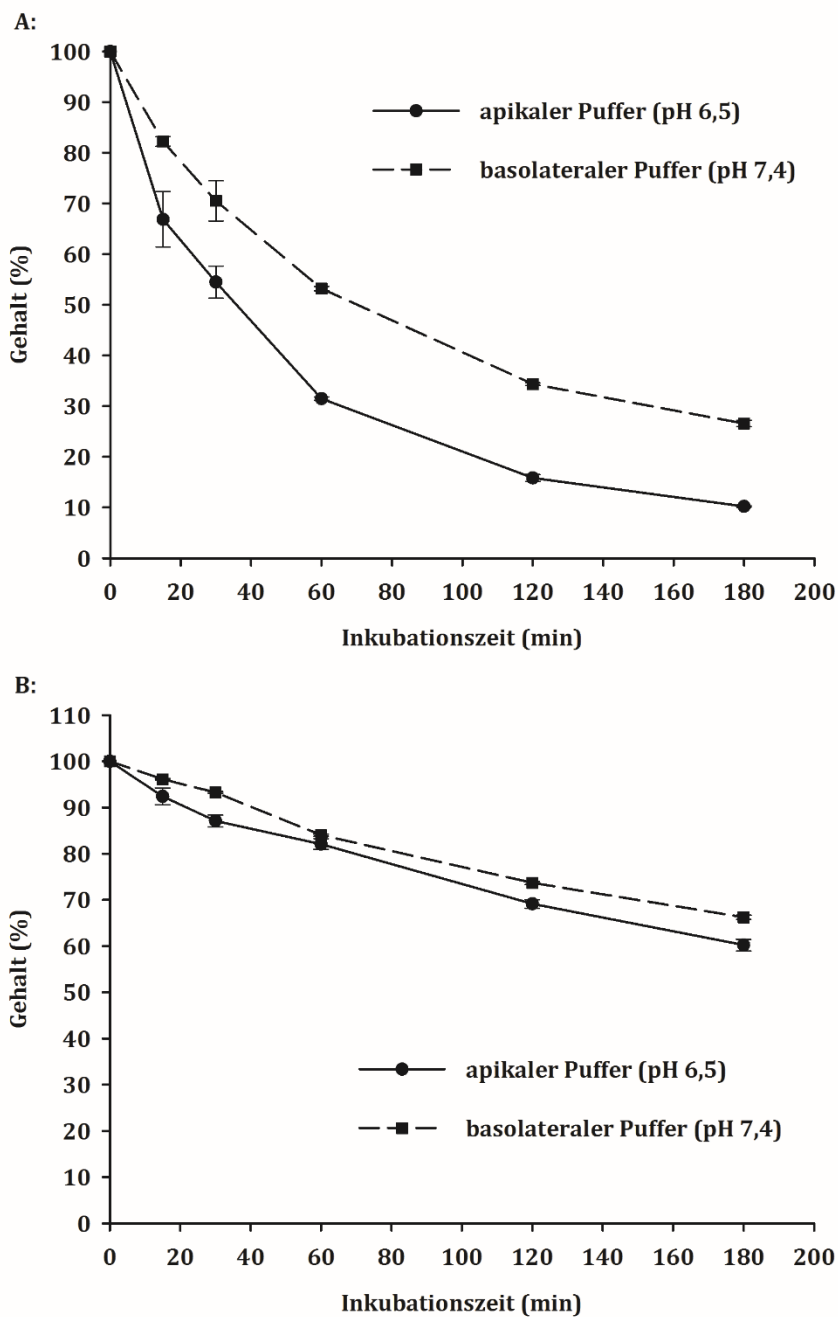 A:
100
90
80
70
60
50
40
30
20
10
0
Gehalt (%)
apikaler Puffer (pH 6,5)
basolateraler Puffer (pH 7,4)
0 20 40 60 80 100 120 140 160 180 200
Inkubationszeit (min)
B:
110
100
90
80
70
60
50
40
30
20
10
0
Gehalt (%)
apikaler Puffer (pH 6,5)
basolateraler Puffer (pH 7,4)
0 20 40 60 80 100 120 140 160 180 200
Inkubationszeit (min)